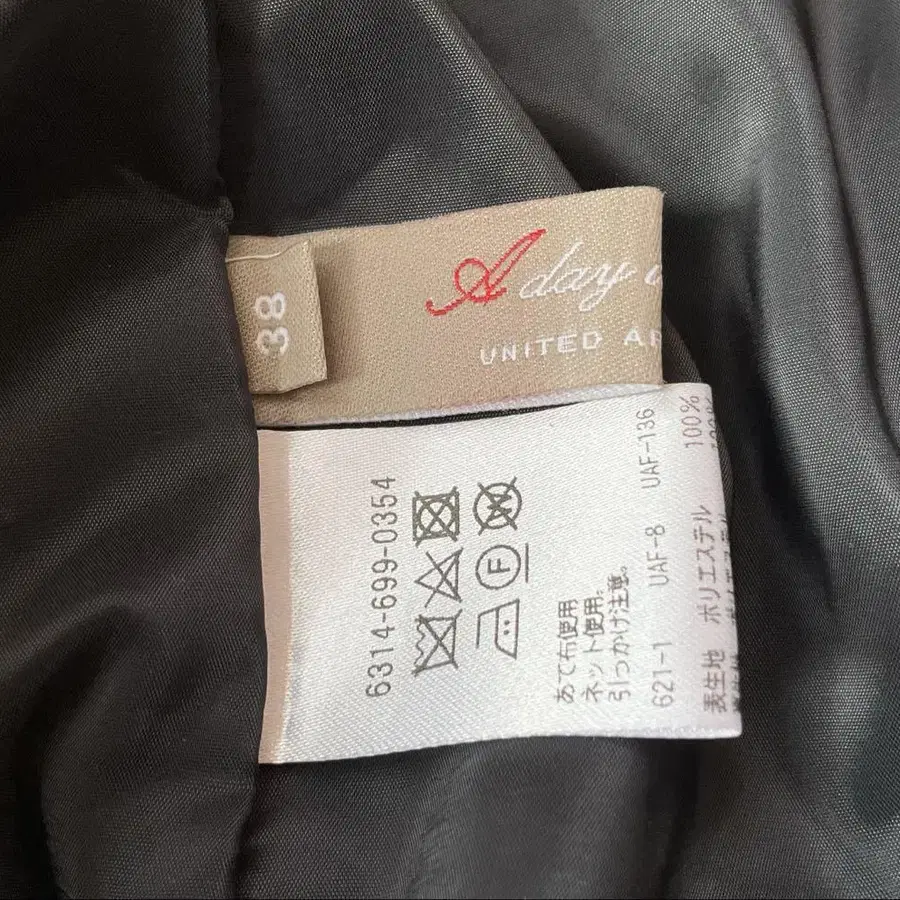 38
A day
UNITED
6314-699-0354
F
W
あて布使用
ネット使用。
引っかけ注意。
621-1 UAF-8 UAF-136
表生地 ポリエステル 100%